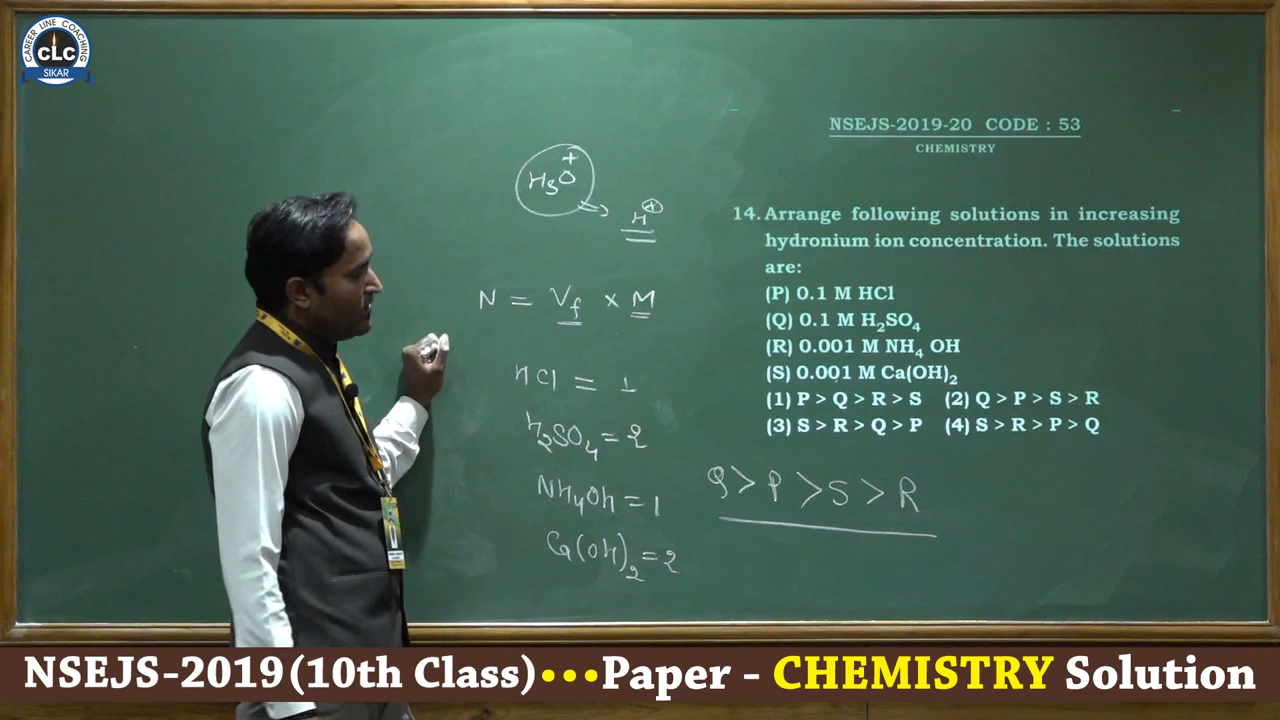 CAREER LINE COACHING
CLC
SIKAR
NSEJS-2019-20 CODE : 53
CHEMISTRY
14. Arrange following solutions in increasing
hydronium ion concentration. The solutions
are:
(P) 0.1 M HCl
(Q) 0.1 M H₂SO₄
(R) 0.001 M NH₄ OH
(S) 0.001 M Ca(OH)₂
(1) P > Q > R > S (2) Q > P > S > R
(3) S > R > Q > P (4) S > R > P > Q
H₃O⁺
H⁺
N = Vf × M
HCl = 1
H₂SO₄ = 2
NH₄OH = 1
Ca(OH)₂ = 2
Q > P > S > R
NSEJS-2019(10th Class)•••Paper - CHEMISTRY Solution